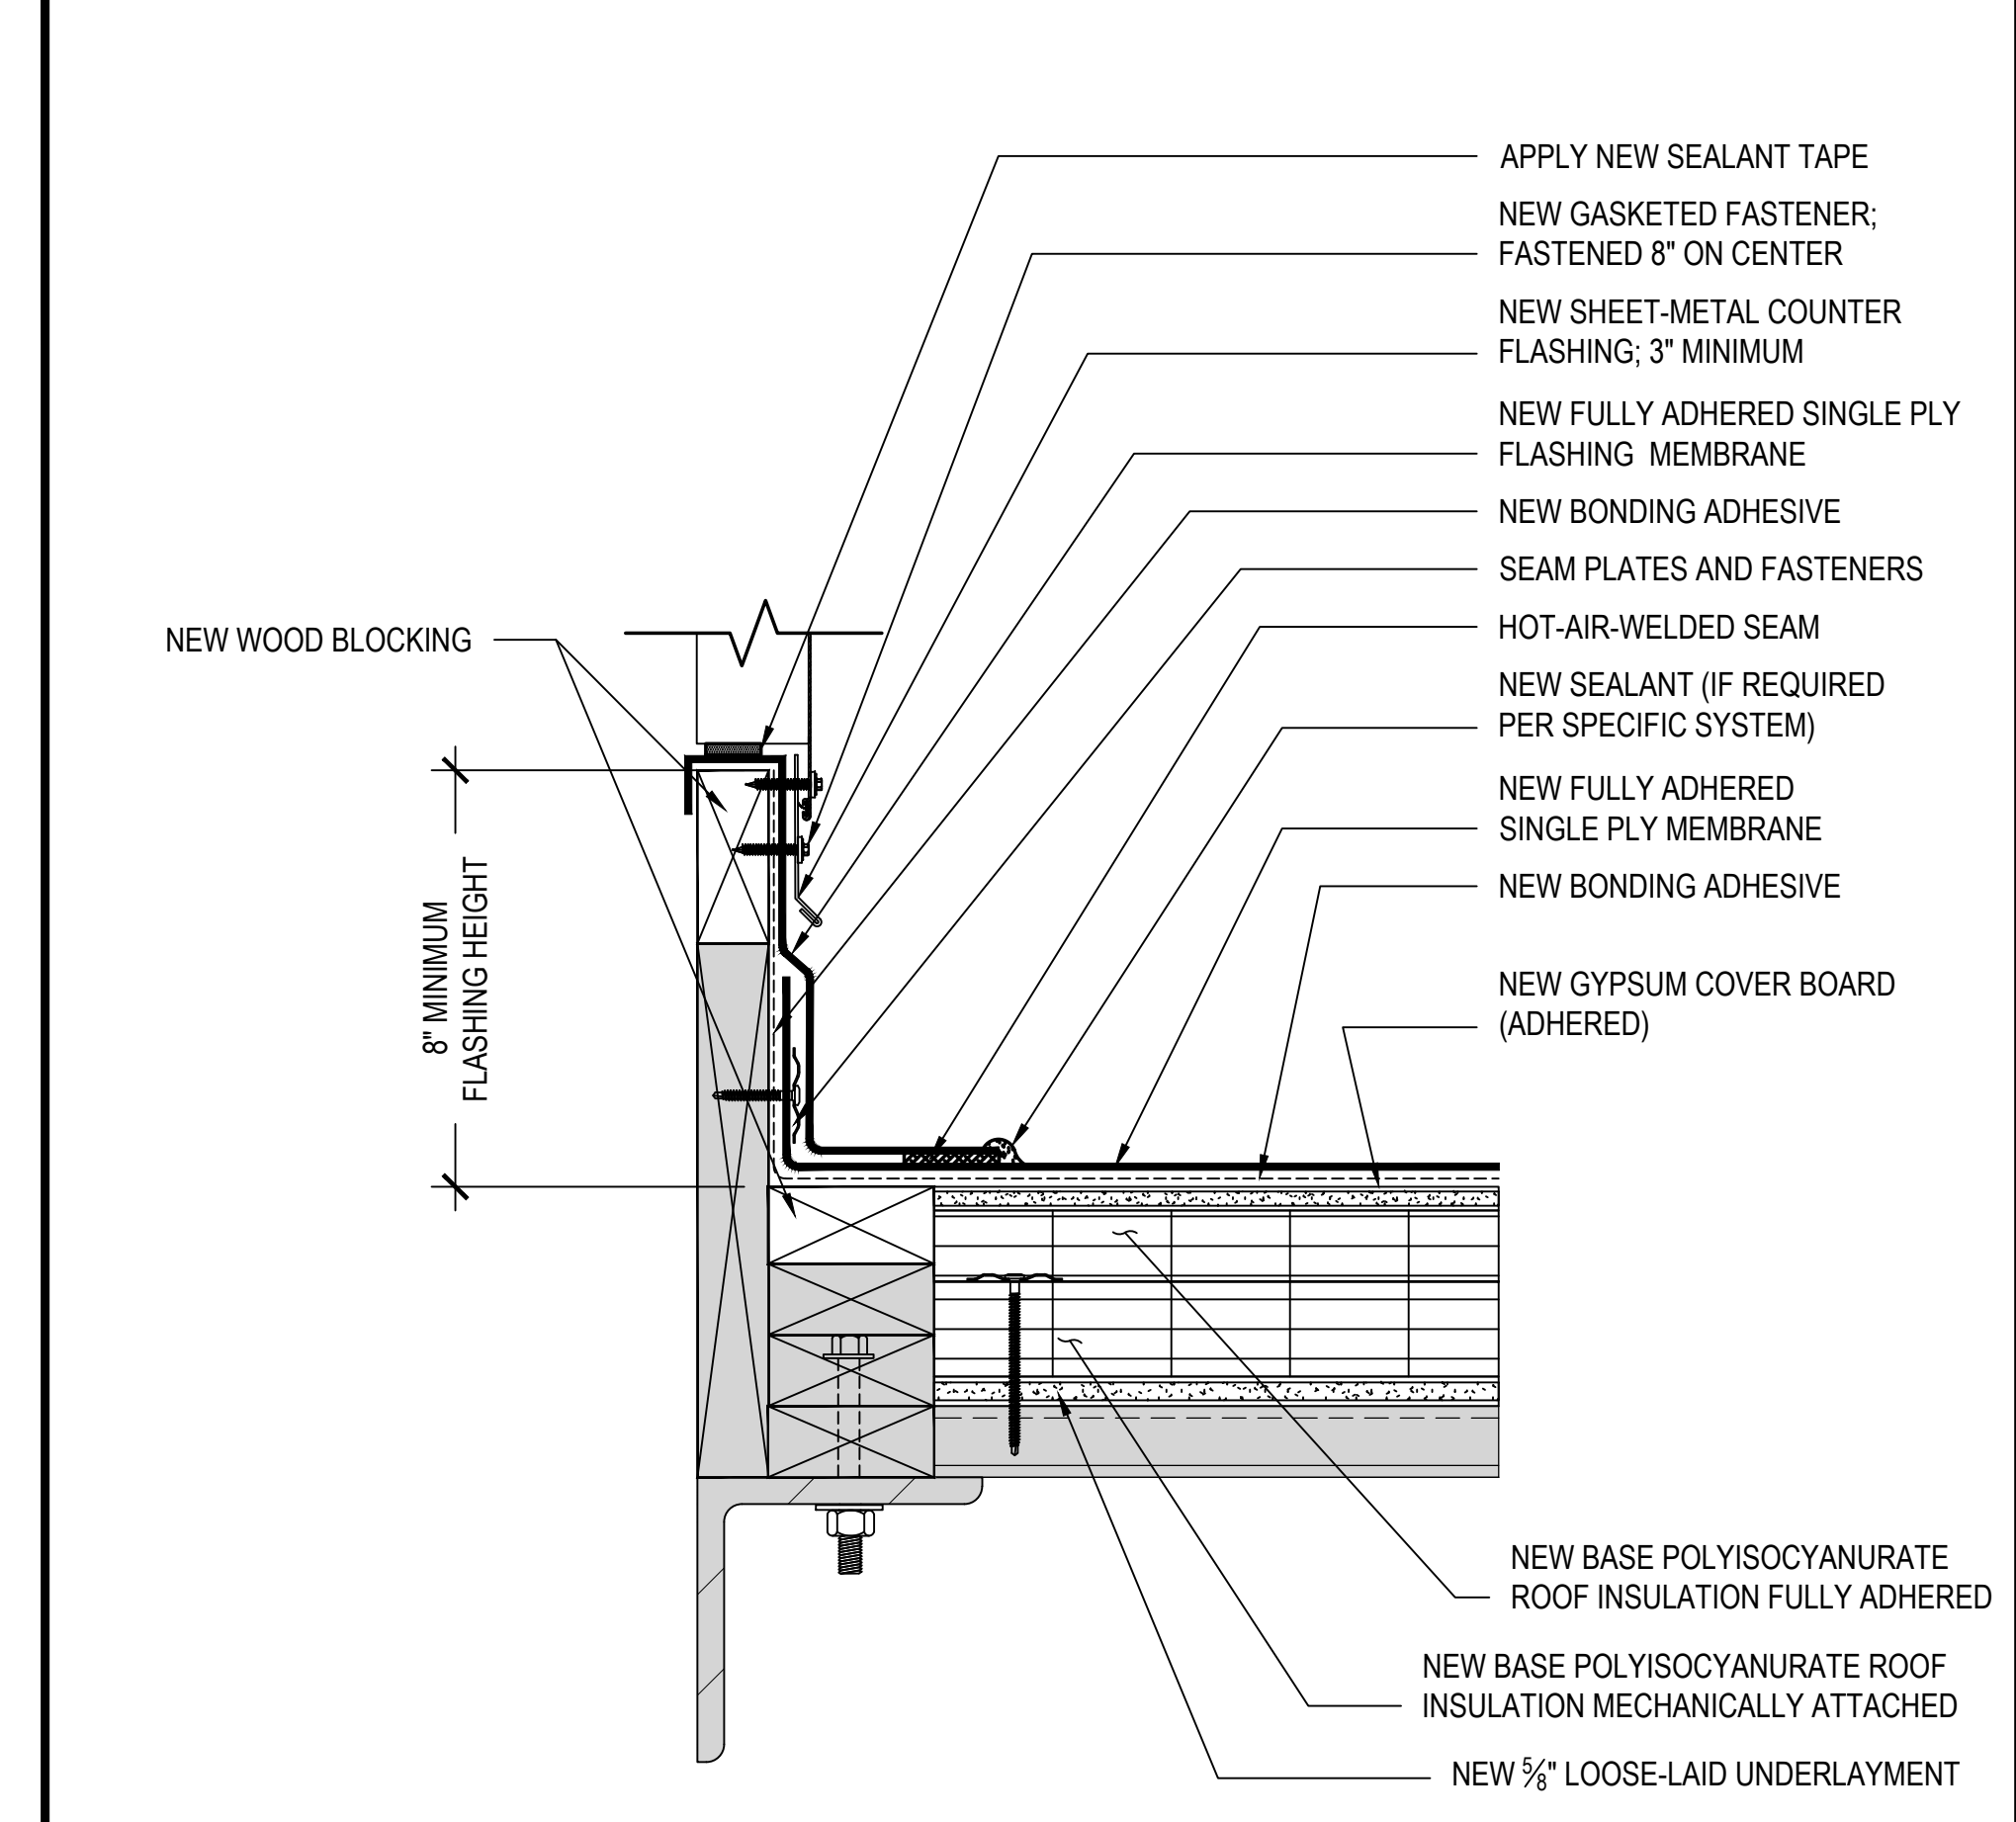 APPLY NEW SEALANT TAPE
NEW GASKETED FASTENER;
FASTENED 8" ON CENTER
NEW SHEET-METAL COUNTER
FLASHING; 3" MINIMUM
NEW FULLY ADHERED SINGLE PLY
FLASHING MEMBRANE
NEW BONDING ADHESIVE
SEAM PLATES AND FASTENERS
HOT-AIR-WELDED SEAM
NEW SEALANT (IF REQUIRED
PER SPECIFIC SYSTEM)
NEW FULLY ADHERED
SINGLE PLY MEMBRANE
NEW BONDING ADHESIVE
NEW GYPSUM COVER BOARD
(ADHERED)
NEW WOOD BLOCKING
8" MINIMUM
FLASHING HEIGHT
NEW BASE POLYISOCYANURATE
ROOF INSULATION FULLY ADHERED
NEW BASE POLYISOCYANURATE ROOF
INSULATION MECHANICALLY ATTACHED
NEW ⅝" LOOSE-LAID UNDERLAYMENT